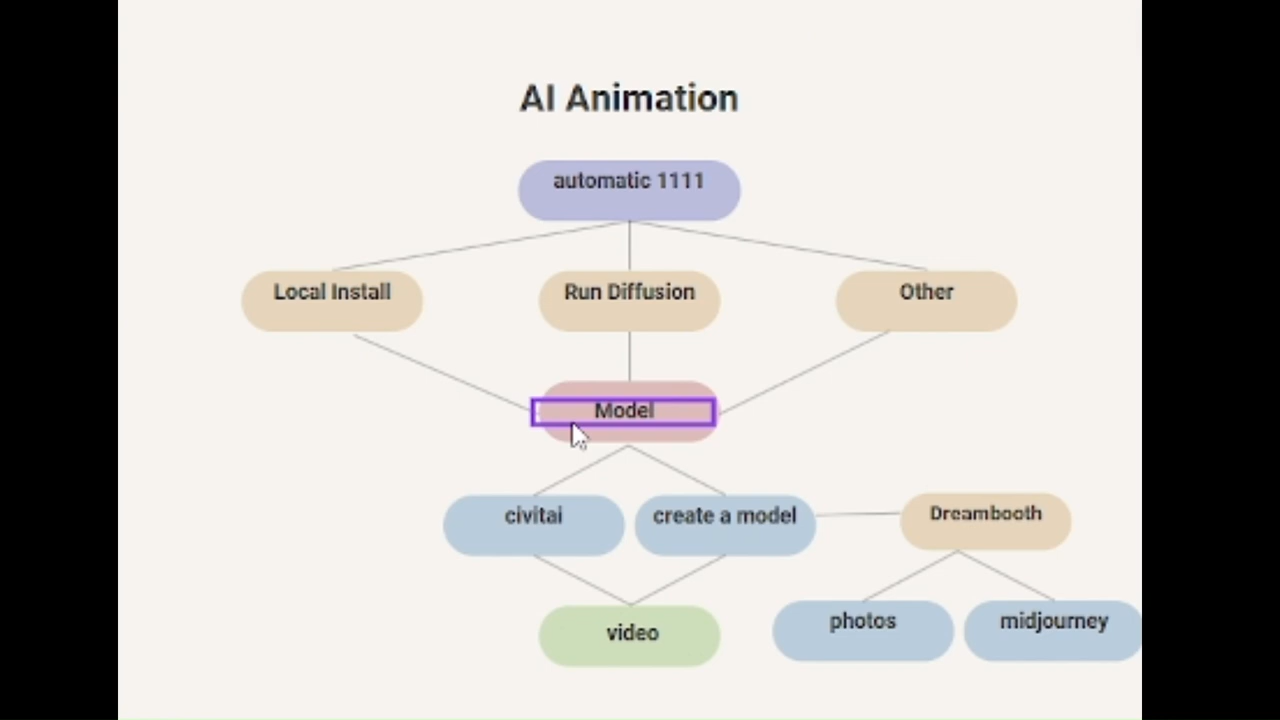 AI Animation
automatic 1111
Local Install
Run Diffusion
Other
Model
civitai
create a model
Dreambooth
photos
midjourney
video